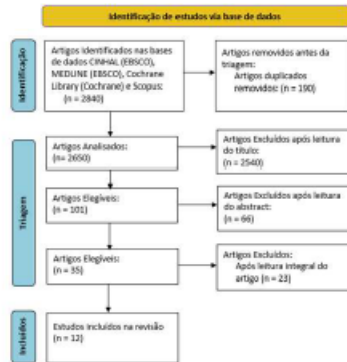 Identificação de estudos via base de dados
Identificação
Artigos Identificados nas bases
de dados CINHAL (EBSCO),
MEDLINE (EBSCO), Cochrane
Library (Cochrane) e Scopus:
(n = 2840)
Artigos removidos antes da
triagem:
Artigos duplicados
removidos: (n = 190)
Triagem
Artigos Analisados:
(n=2650)
Artigos Excluídos após leitura
do título:
(n = 2540)
Artigos Elegíveis:
(n = 101)
Artigos Excluídos após leitura
do abstract:
(n = 66)
Artigos Elegíveis:
(n = 35)
Artigos Excluídos:
Após leitura integral do
artigo (n = 23)
Incluídos
Estudos incluídos na revisão
(n = 12)